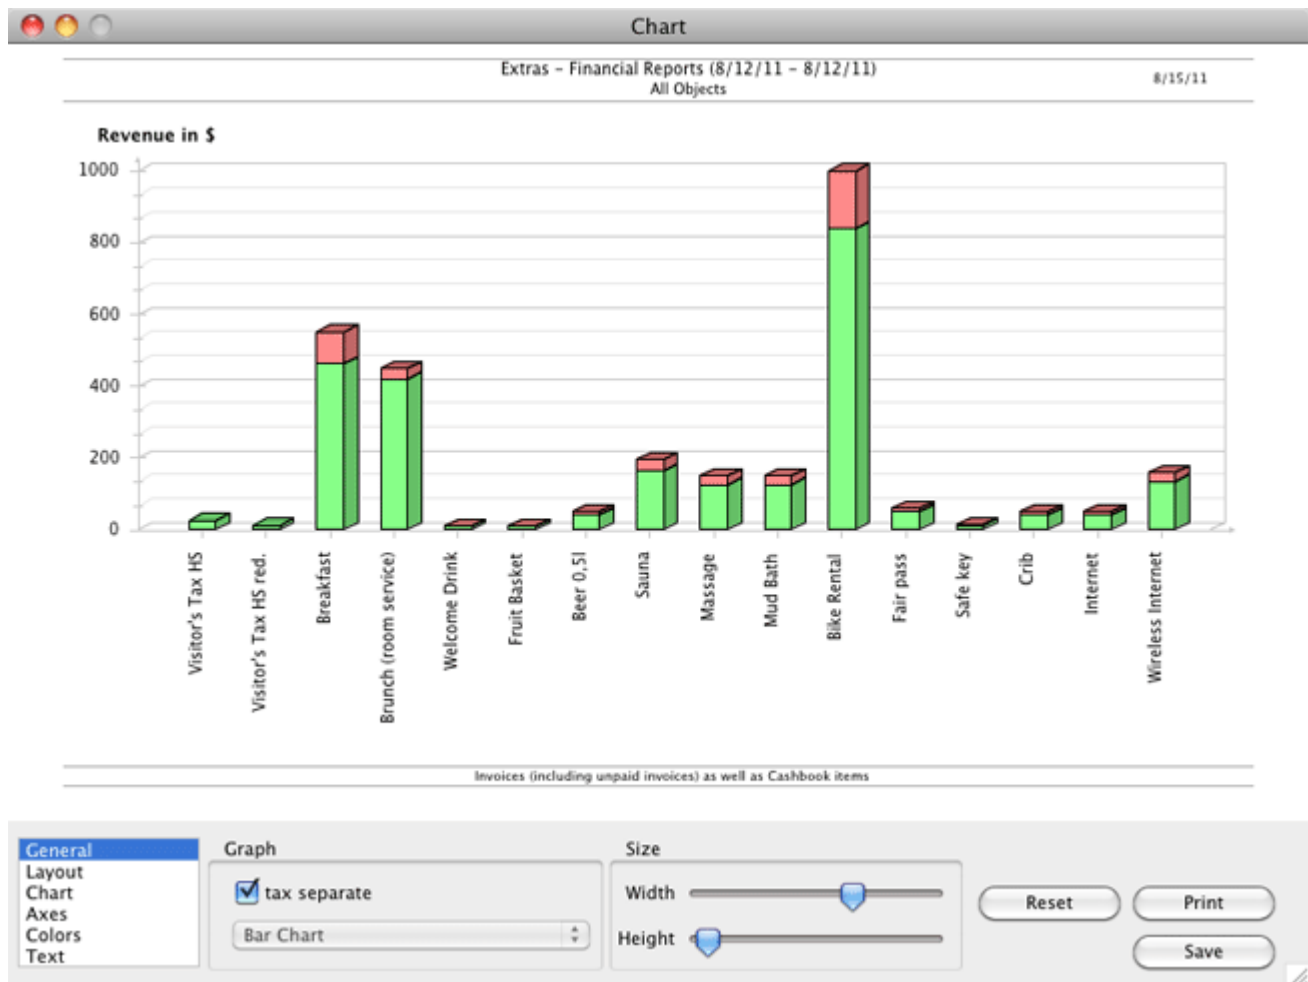 Chart
Extras – Financial Reports (8/12/11 – 8/12/11)
All Objects
8/15/11
Revenue in $
1000
800
600
400
200
0
Visitor's Tax HS
Visitor's Tax HS red.
Breakfast
Brunch (room service)
Welcome Drink
Fruit Basket
Beer 0,5l
Sauna
Massage
Mud Bath
Bike Rental
Fair pass
Safe key
Crib
Internet
Wireless Internet
Invoices (including unpaid invoices) as well as Cashbook items
General
Layout
Chart
Axes
Colors
Text
Graph
tax separate
Bar Chart
Size
Width
Height
Reset
Print
Save